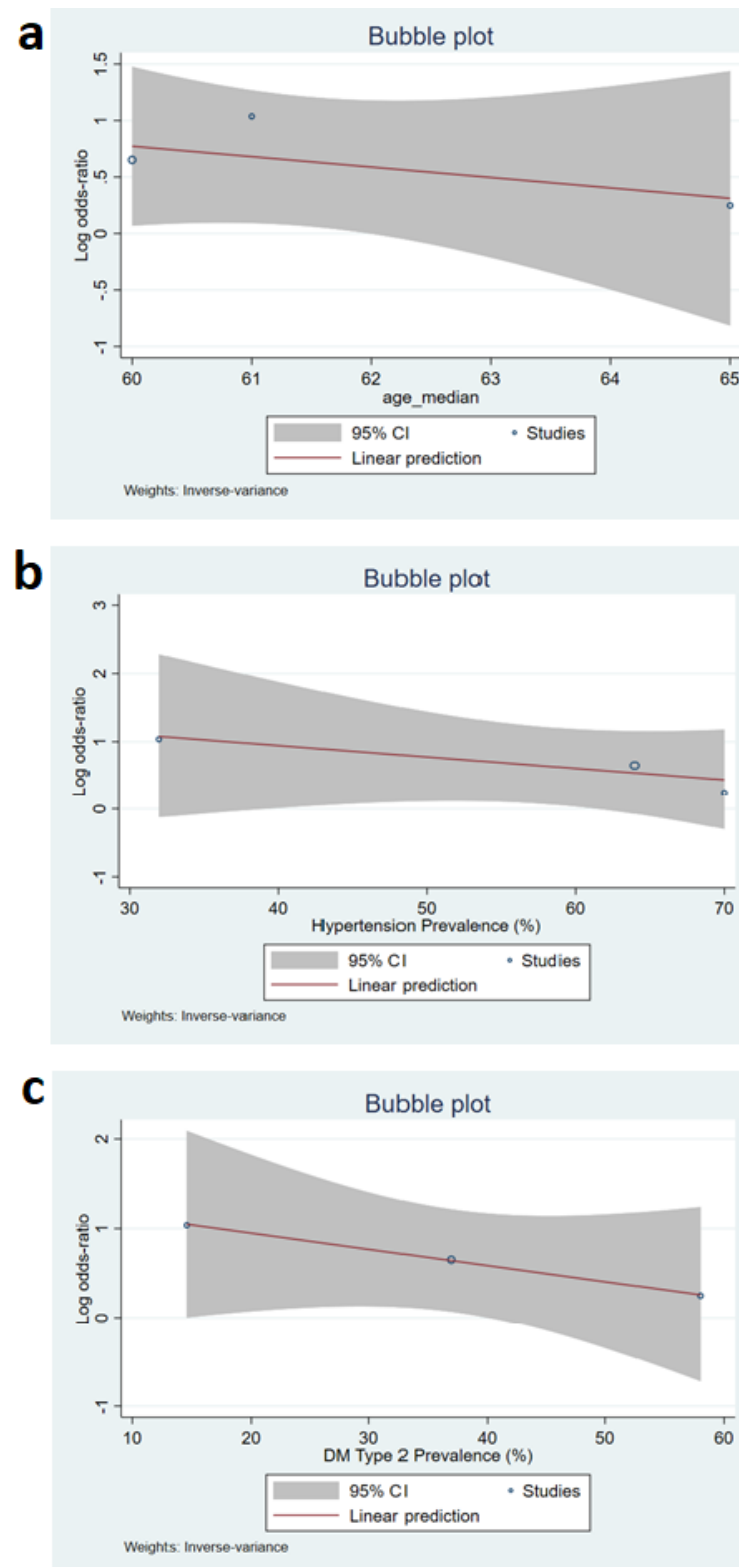 a
Bubble plot
1.5
1
.5
0
-.5
-1
Log odds-ratio
60 61 62 63 64 65
age_median
95% CI Studies
Linear prediction
Weights: Inverse-variance
b
Bubble plot
3
2
1
0
-1
Log odds-ratio
30 40 50 60 70
Hypertension Prevalence (%)
95% CI Studies
Linear prediction
Weights: Inverse-variance
c
Bubble plot
2
1
0
-1
Log odds-ratio
10 20 30 40 50 60
DM Type 2 Prevalence (%)
95% CI Studies
Linear prediction
Weights: Inverse-variance